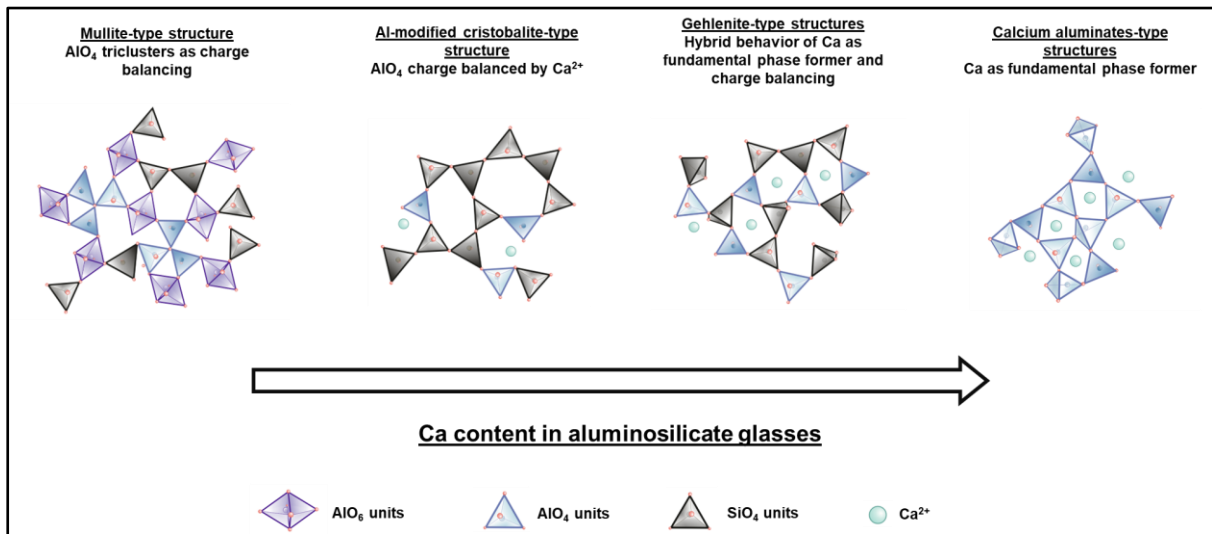 Mullite-type structure
AlO₄ triclusters as charge
balancing
Al-modified cristobalite-type
structure
AlO₄ charge balanced by Ca²⁺
Gehlenite-type structures
Hybrid behavior of Ca as
fundamental phase former and
charge balancing
Calcium aluminates-type
structures
Ca as fundamental phase former
Ca content in aluminosilicate glasses
AlO₆ units
AlO₄ units
SiO₄ units
Ca²⁺